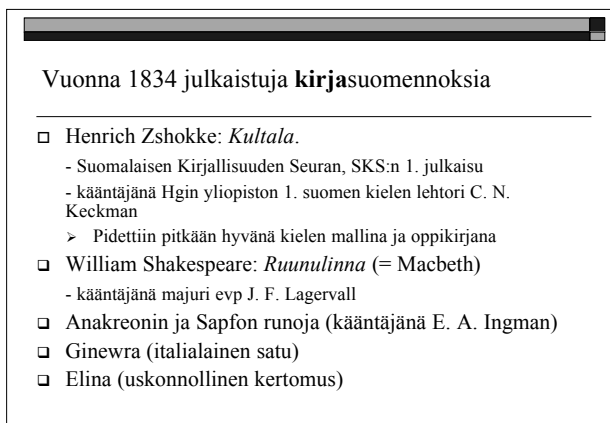 Vuonna 1834 julkaistuja kirjasuomennoksia
Henrich Zshokke: Kultala.
- Suomalaisen Kirjallisuuden Seuran, SKS:n 1. julkaisu
- kääntäjänä Hgin yliopiston 1. suomen kielen lehtori C. N.
Keckman
➢ Pidettiin pitkään hyvänä kielen mallina ja oppikirjana
William Shakespeare: Ruunulinna (= Macbeth)
- kääntäjänä majuri evp J. F. Lagervall
Anakreonin ja Sapfon runoja (kääntäjänä E. A. Ingman)
Ginewra (italialainen satu)
Elina (uskonnollinen kertomus)